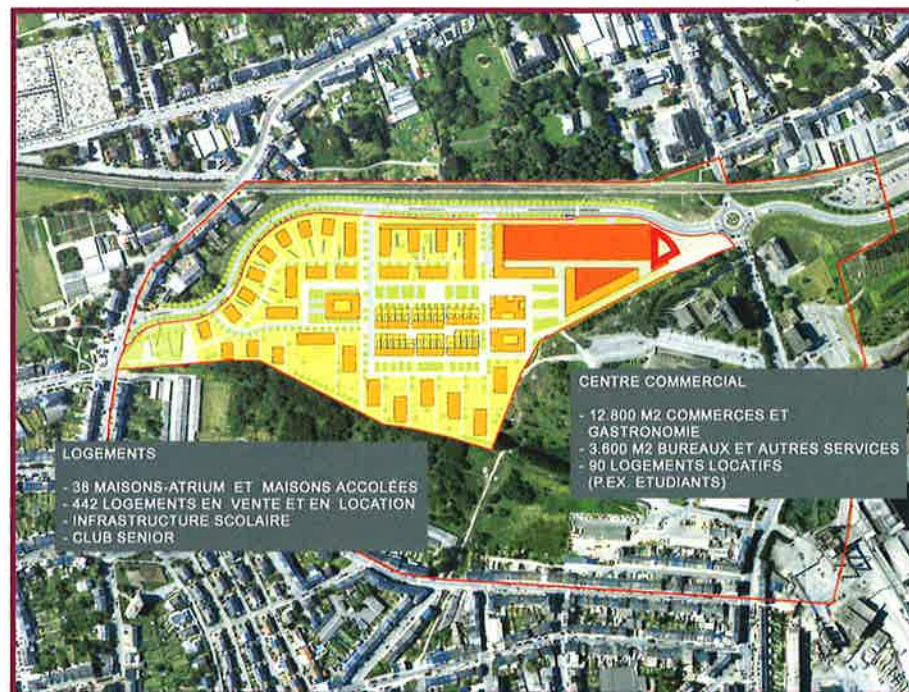 CENTRE COMMERCIAL
- 12.800 M2 COMMERCES ET
GASTRONOMIE
- 3.600 M2 BUREAUX ET AUTRES SERVICES
- 90 LOGEMENTS LOCATIFS
(P.EX. ETUDIANTS)
LOGEMENTS
- 38 MAISONS-ATRIUM ET MAISONS ACCOLÉES
- 442 LOGEMENTS EN VENTE ET EN LOCATION
- INFRASTRUCTURE SCOLAIRE
- CLUB SENIOR